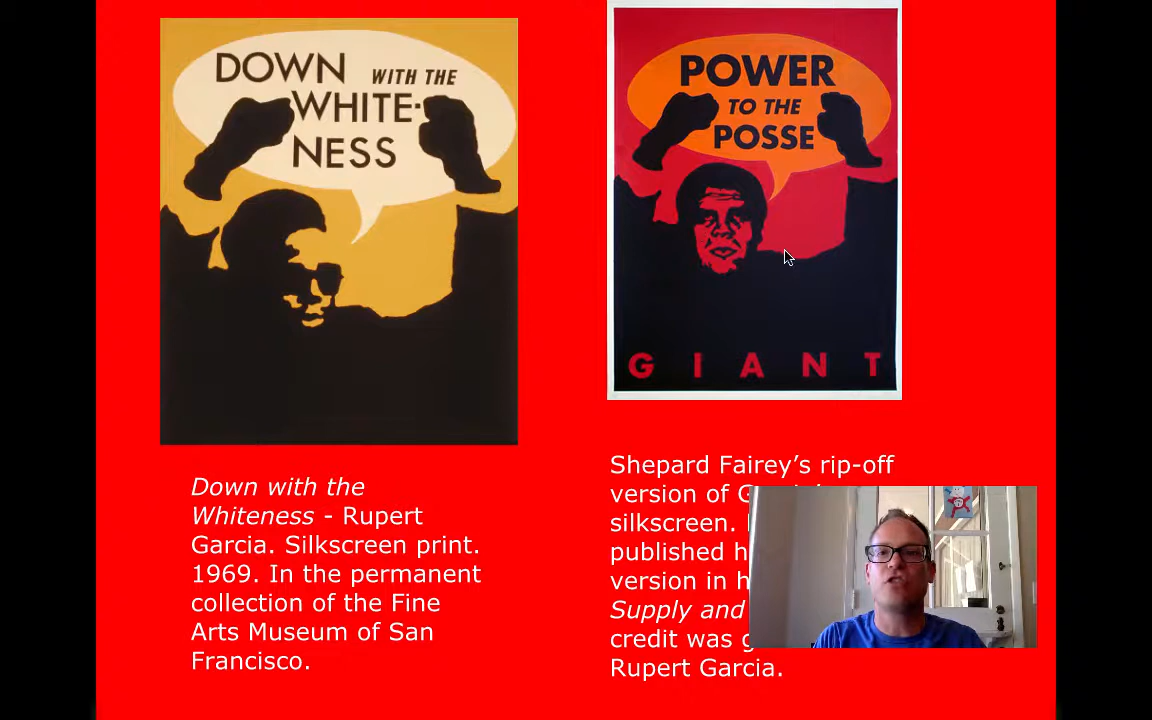 DOWN WITH THE
WHITE-
NESS
POWER
TO THE
POSSE
GIANT
Down with the
Whiteness - Rupert
Garcia. Silkscreen print.
1969. In the permanent
collection of the Fine
Arts Museum of San
Francisco.
Shepard Fairey’s rip-off
version of
silkscreen.
published
version in
Supply and
credit was
Rupert Garcia.